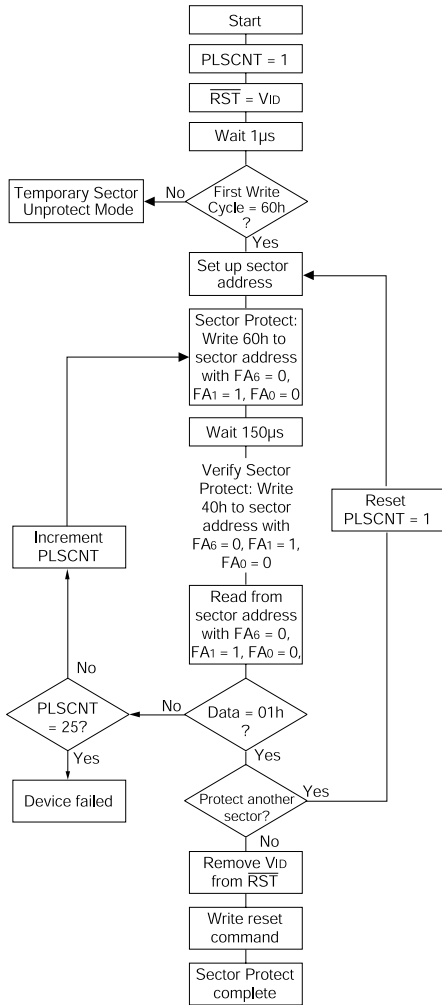 Start
PLSCNT = 1
RST = VID
Wait 1µs
No
First Write
Cycle = 60h
?
Temporary Sector
Unprotect Mode
Yes
Set up sector
address
Sector Protect:
Write 60h to
sector address
with FA6 = 0,
FA1 = 1, FA0 = 0
Wait 150µs
Verify Sector
Protect: Write
40h to sector
address with
FA6 = 0, FA1 = 1,
FA0 = 0
Reset
PLSCNT = 1
Increment
PLSCNT
Read from
sector address
with FA6 = 0,
FA1 = 1, FA0 = 0,
No
PLSCNT
= 25?
No
Data = 01h
?
Yes
Yes
Device failed
Protect another
sector?
Yes
No
Remove VID
from RST
Write reset
command
Sector Protect
complete